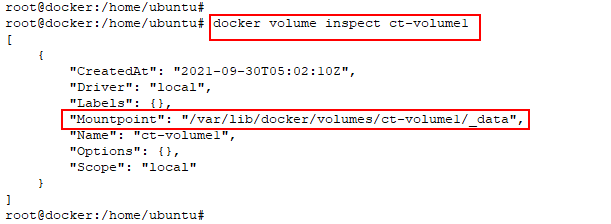 root@docker:/home/ubuntu#
root@docker:/home/ubuntu# docker volume inspect ct-volume1
[
    {
        "CreatedAt": "2021-09-30T05:02:10Z",
        "Driver": "local",
        "Labels": {},
        "Mountpoint": "/var/lib/docker/volumes/ct-volume1/_data",
        "Name": "ct-volume1",
        "Options": {},
        "Scope": "local"
    }
]
root@docker:/home/ubuntu#